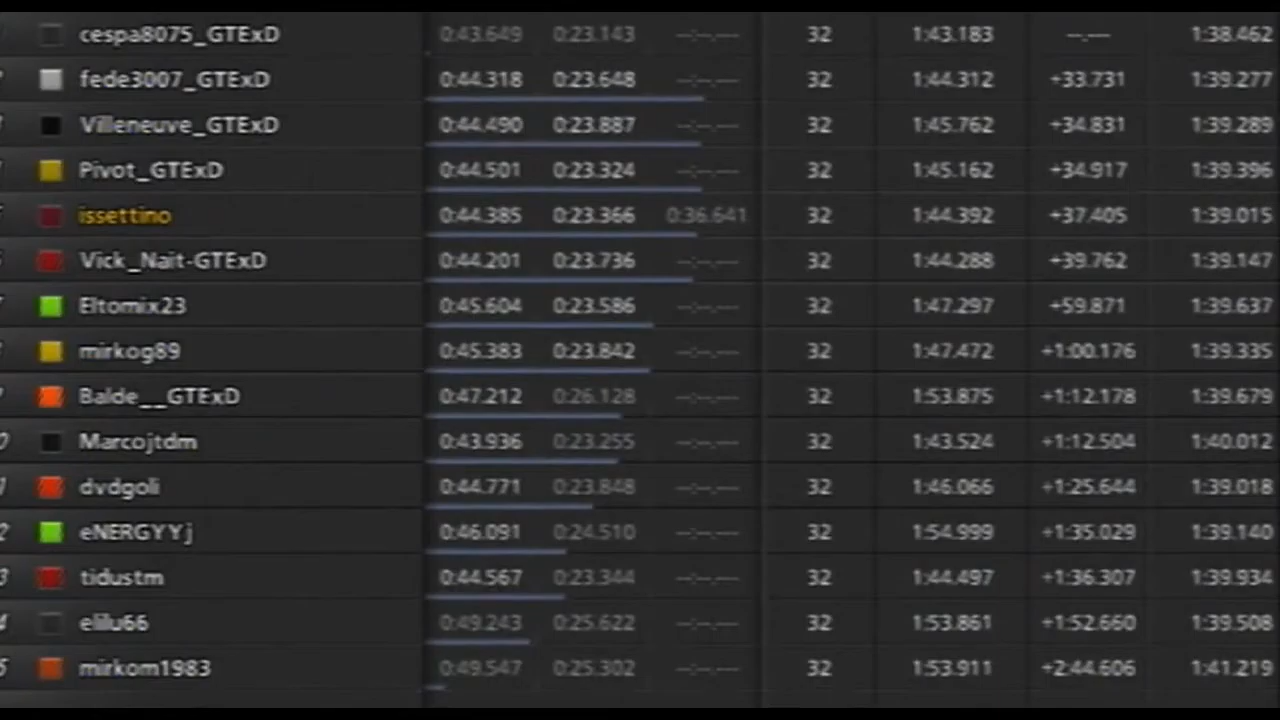 cespa8075_GTExD 0:43.649 0:23.143 --:--.--- 32 1:43.183 --.--- 1:38.462
fede3007_GTExD 0:44.318 0:23.648 --:--.--- 32 1:44.312 +33.731 1:39.277
Villeneuve_GTExD 0:44.490 0:23.887 --:--.--- 32 1:45.762 +34.831 1:39.289
Pivot_GTExD 0:44.501 0:23.324 --:--.--- 32 1:45.162 +34.917 1:39.396
issettino 0:44.385 0:23.366 0:36.641 32 1:44.392 +37.405 1:39.015
Vick_Nait-GTExD 0:44.201 0:23.736 --:--.--- 32 1:44.288 +39.762 1:39.147
Eltomix23 0:45.604 0:23.586 --:--.--- 32 1:47.297 +59.871 1:39.637
mirkog89 0:45.383 0:23.842 --:--.--- 32 1:47.472 +1:00.176 1:39.335
Balde__GTExD 0:47.212 0:26.128 --:--.--- 32 1:53.875 +1:12.178 1:39.679
0 Marcojtdm 0:43.936 0:23.255 --:--.--- 32 1:43.524 +1:12.504 1:40.012
1 dvdgoli 0:44.771 0:23.848 --:--.--- 32 1:46.066 +1:25.644 1:39.018
2 eNERGYYj 0:46.091 0:24.510 --:--.--- 32 1:54.999 +1:35.029 1:39.140
3 tidustm 0:44.567 0:23.344 --:--.--- 32 1:44.497 +1:36.307 1:39.934
4 elilu66 0:49.243 0:25.622 --:--.--- 32 1:53.861 +1:52.660 1:39.508
5 mirkom1983 0:49.547 0:25.302 --:--.--- 32 1:53.911 +2:44.606 1:41.219